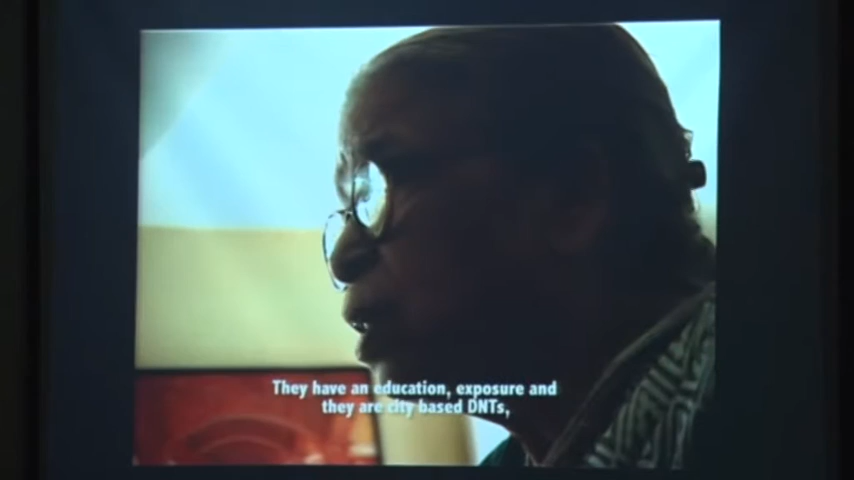 They have an education, exposure and
they are city based DNTs,